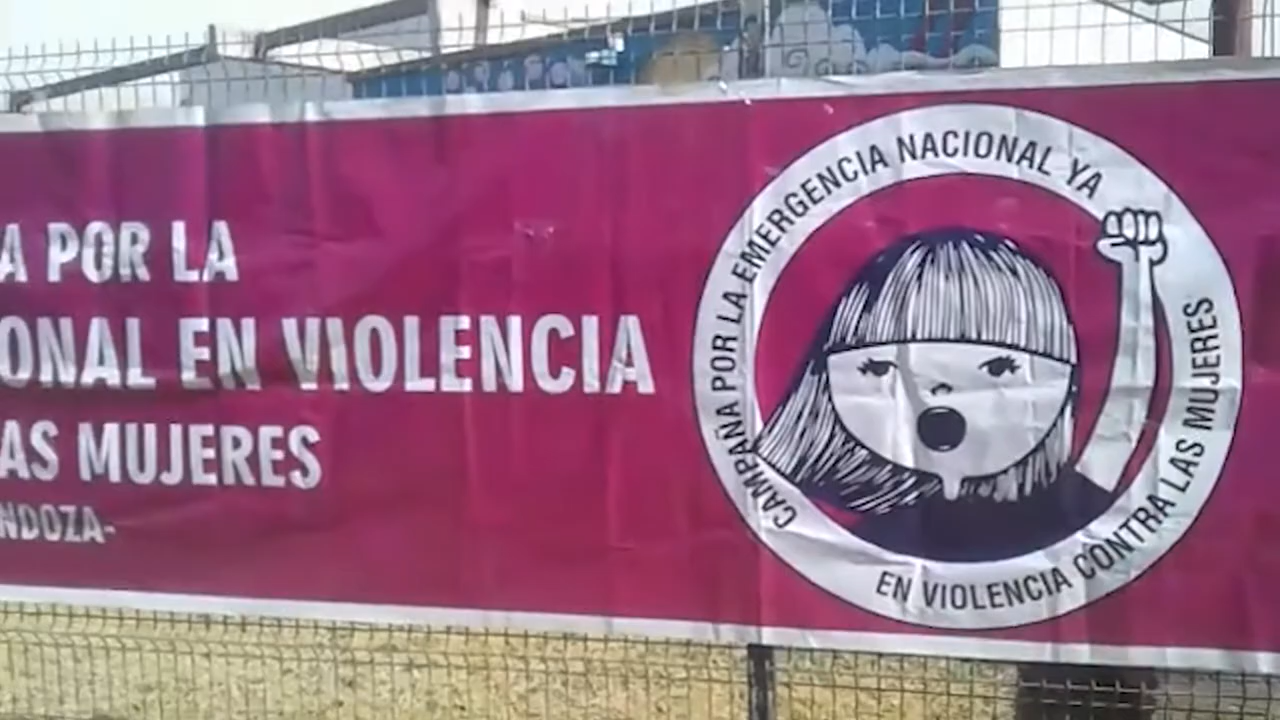 A POR LA
ONAL EN VIOLENCIA
AS MUJERES
NDOZA-
CAMPAÑA POR LA EMERGENCIA NACIONAL YA
EN VIOLENCIA CONTRA LAS MUJERES